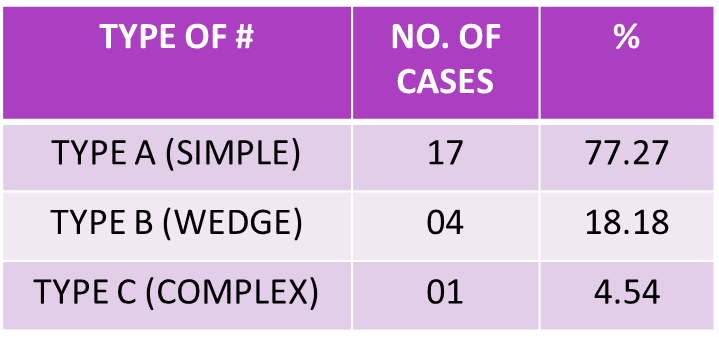 TYPE OF # NO. OF CASES %
TYPE A (SIMPLE) 17 77.27
TYPE B (WEDGE) 04 18.18
TYPE C (COMPLEX) 01 4.54